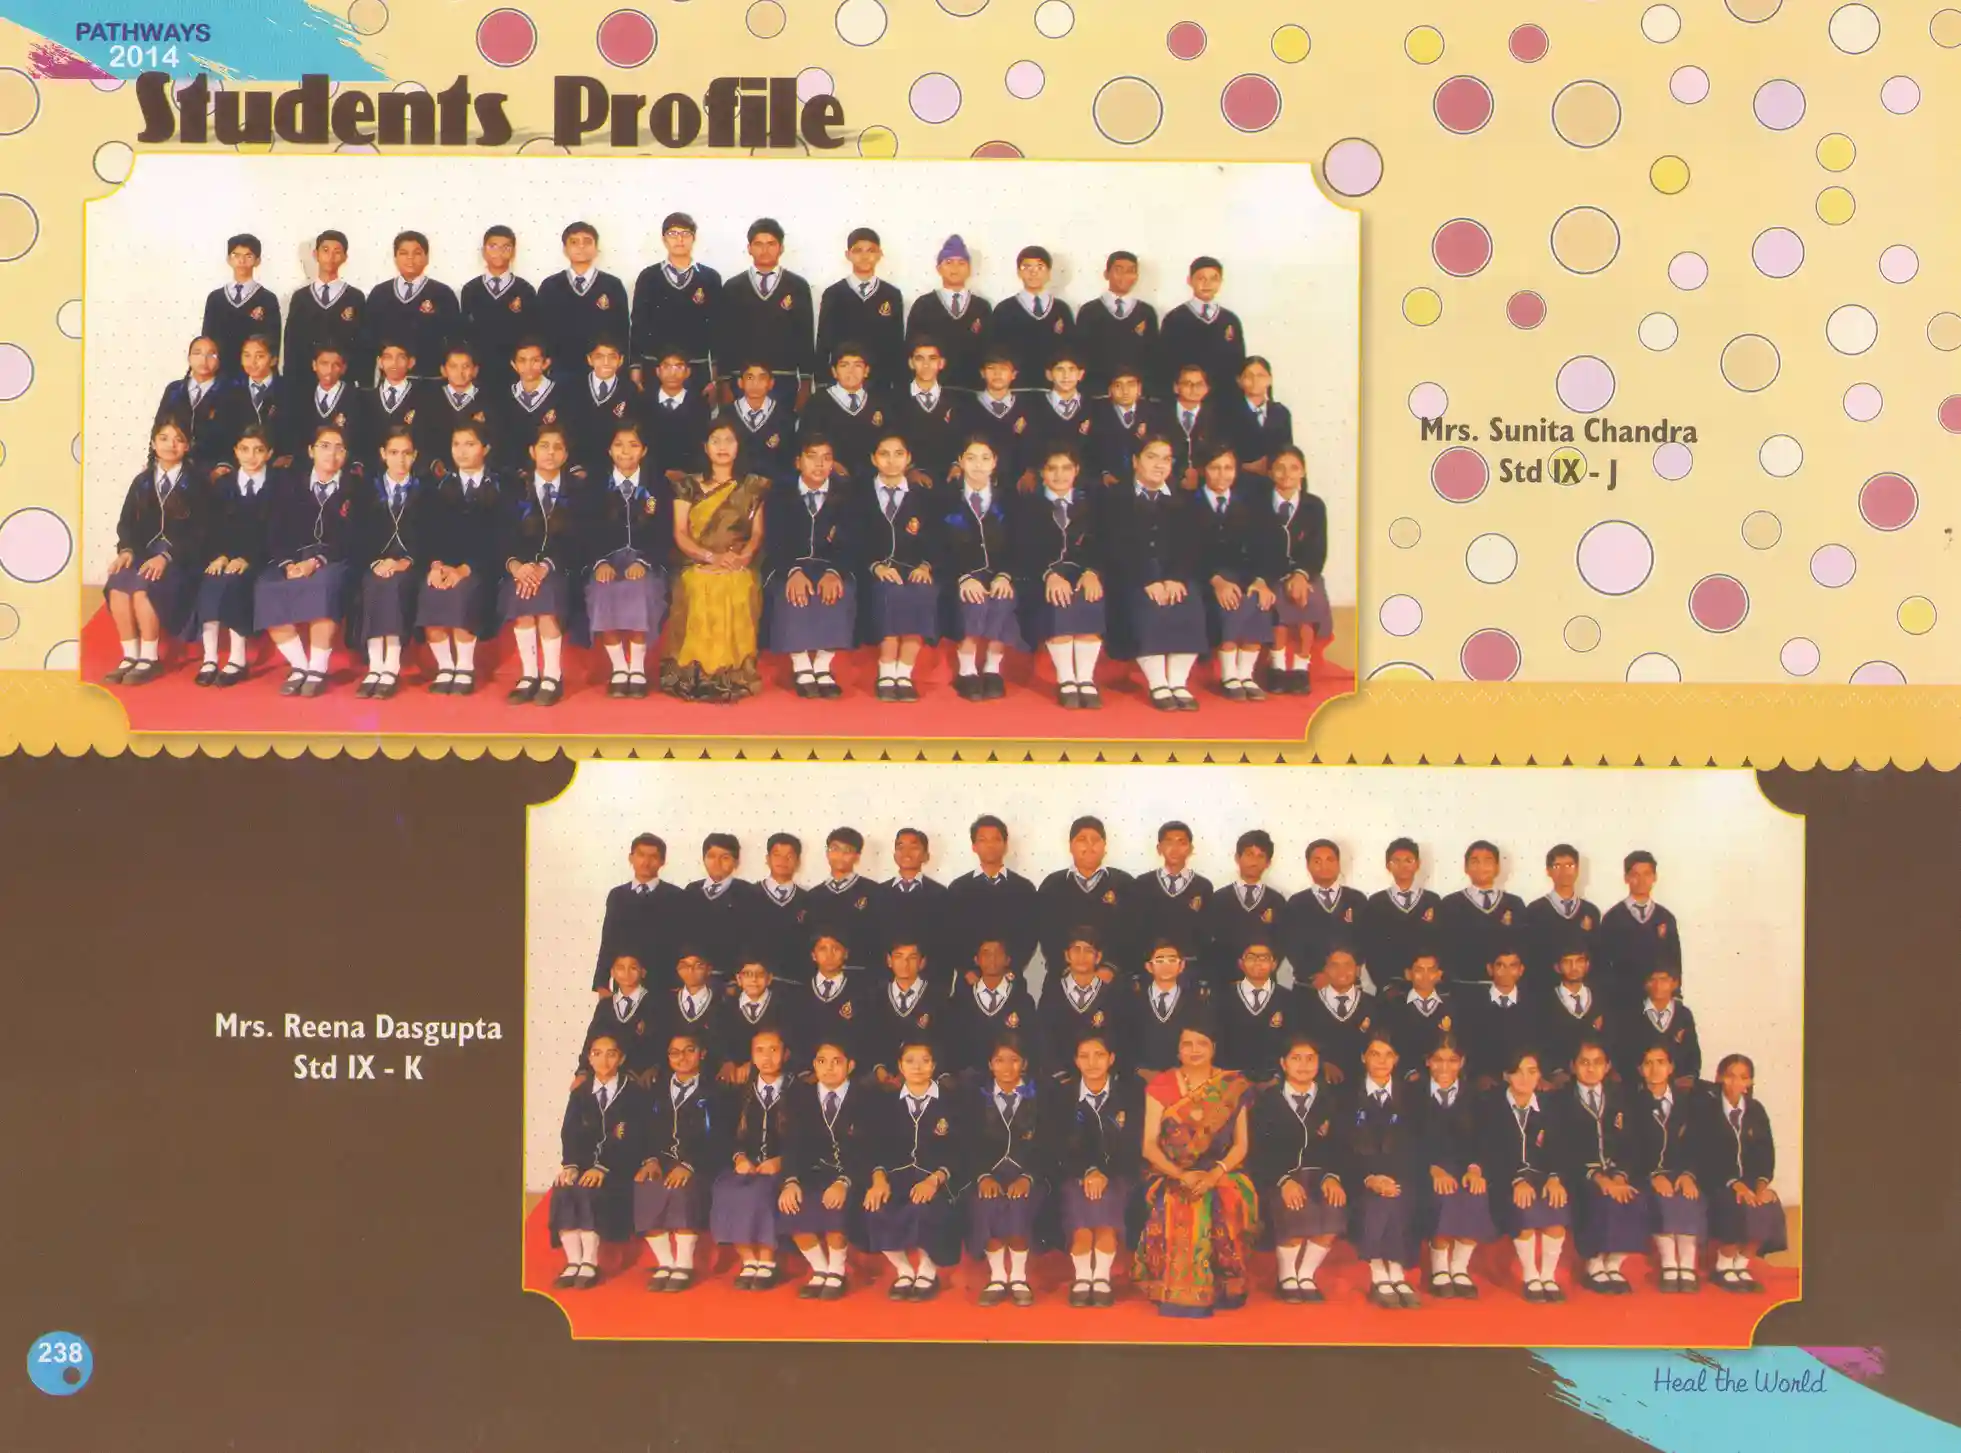 PATHWAYS
2014
Students Profile
Mrs. Sunita Chandra
Std IX - J
Mrs. Reena Dasgupta
Std IX - K
238
Heal the World